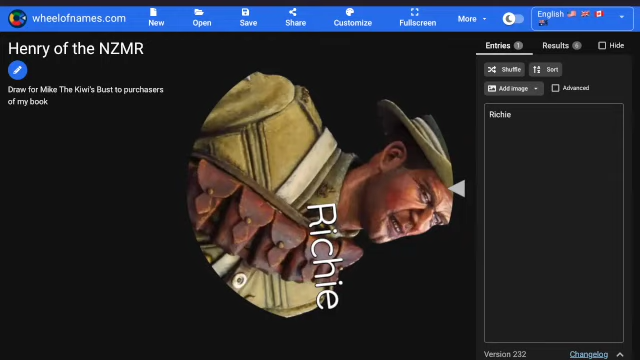 wheelofnames.com
New
Open
Save
Share
Customize
Fullscreen
More
English
Henry of the NZMR
Draw for Mike The Kiwi's Bust to purchasers
of my book
Entries 1
Results 6
Hide
Shuffle
Sort
Add image
Advanced
Richie
Richie
Version 232
Changelog